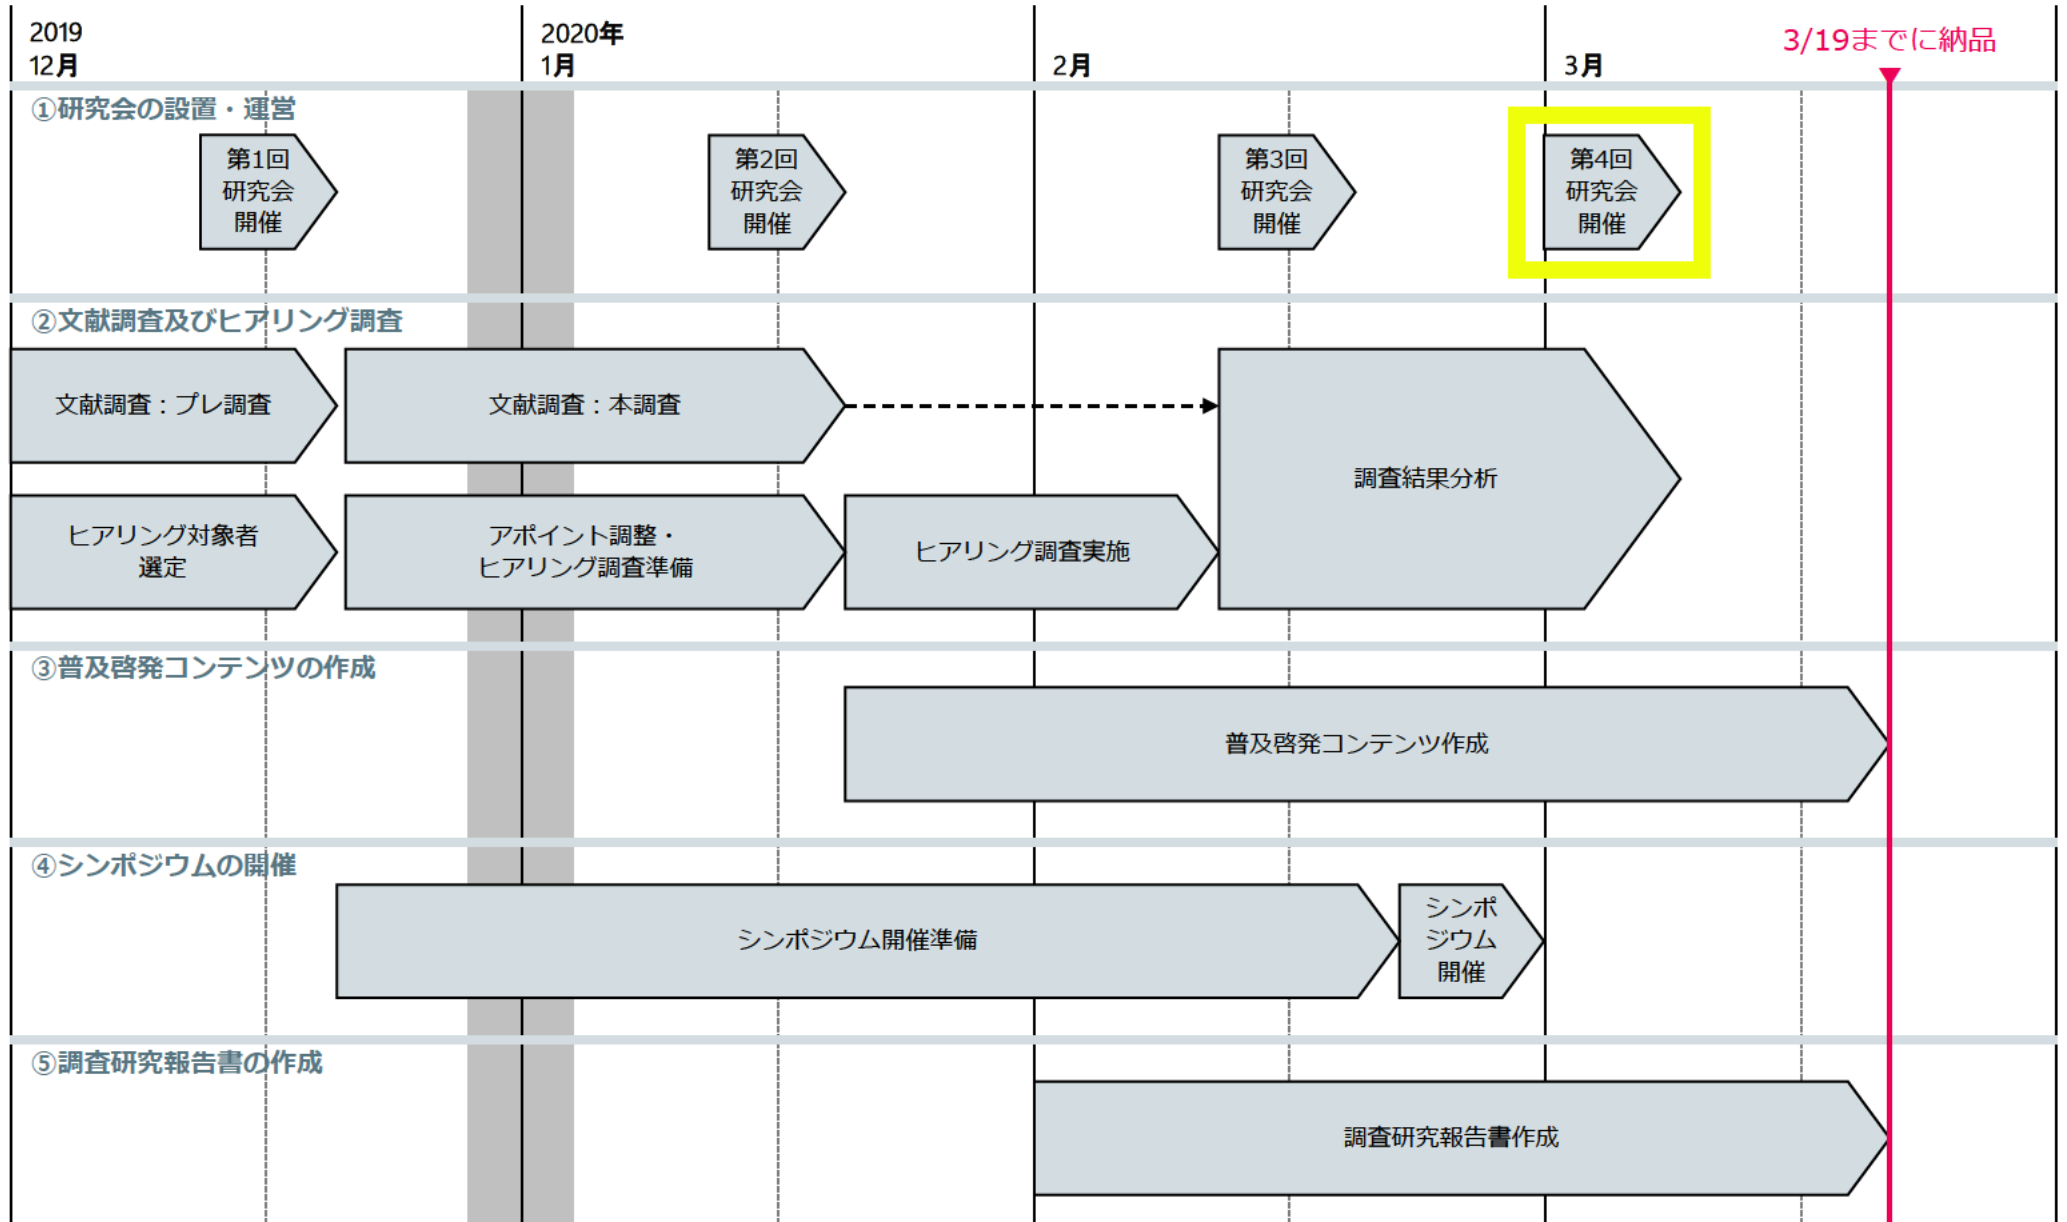 2019
12月
2020年
1月
2月
3月
3/19までに納品
①研究会の設置・運営
第1回
研究会
開催
第2回
研究会
開催
第3回
研究会
開催
第4回
研究会
開催
②文献調査及びヒアリング調査
文献調査：プレ調査
文献調査：本調査
調査結果分析
ヒアリング対象者
選定
アポイント調整・
ヒアリング調査準備
ヒアリング調査実施
③普及啓発コンテンツの作成
普及啓発コンテンツ作成
④シンポジウムの開催
シンポジウム開催準備
シンポ
ジウム
開催
⑤調査研究報告書の作成
調査研究報告書作成